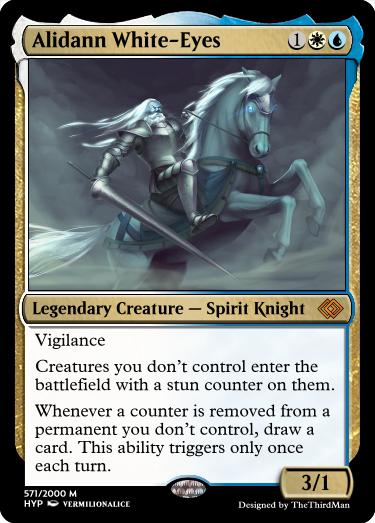 Alidann White-Eyes 1
Legendary Creature — Spirit Knight
Vigilance
Creatures you don't control enter the
battlefield with a stun counter on them.
Whenever a counter is removed from a
permanent you don't control, draw a
card. This ability triggers only once
each turn.
3/1
571/2000 M
HYP VERMILIONALICE
Designed by TheThirdMan